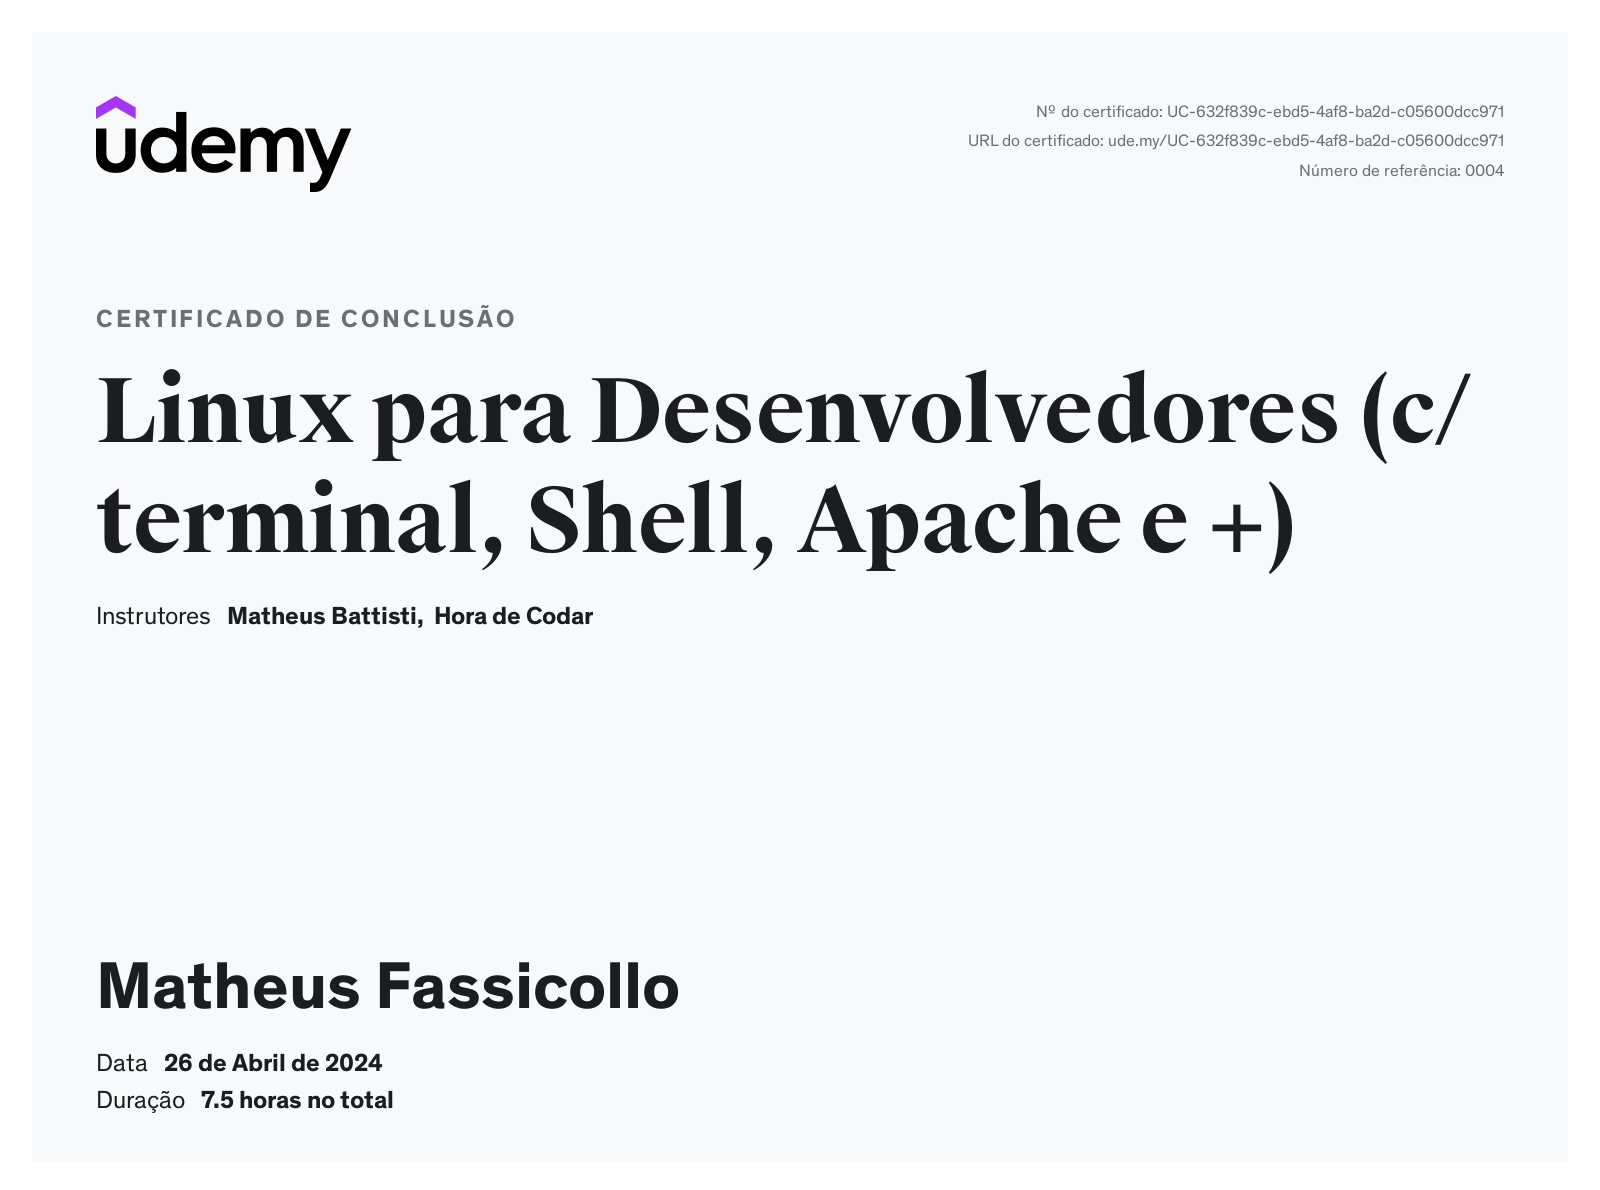 udemy
Nº do certificado: UC-632f839c-ebd5-4af8-ba2d-c05600dcc971
URL do certificado: ude.my/UC-632f839c-ebd5-4af8-ba2d-c05600dcc971
Número de referência: 0004
CERTIFICADO DE CONCLUSÃO
Linux para Desenvolvedores (c/
terminal, Shell, Apache e +)
Instrutores Matheus Battisti, Hora de Codar
Matheus Fassicollo
Data 26 de Abril de 2024
Duração 7.5 horas no total